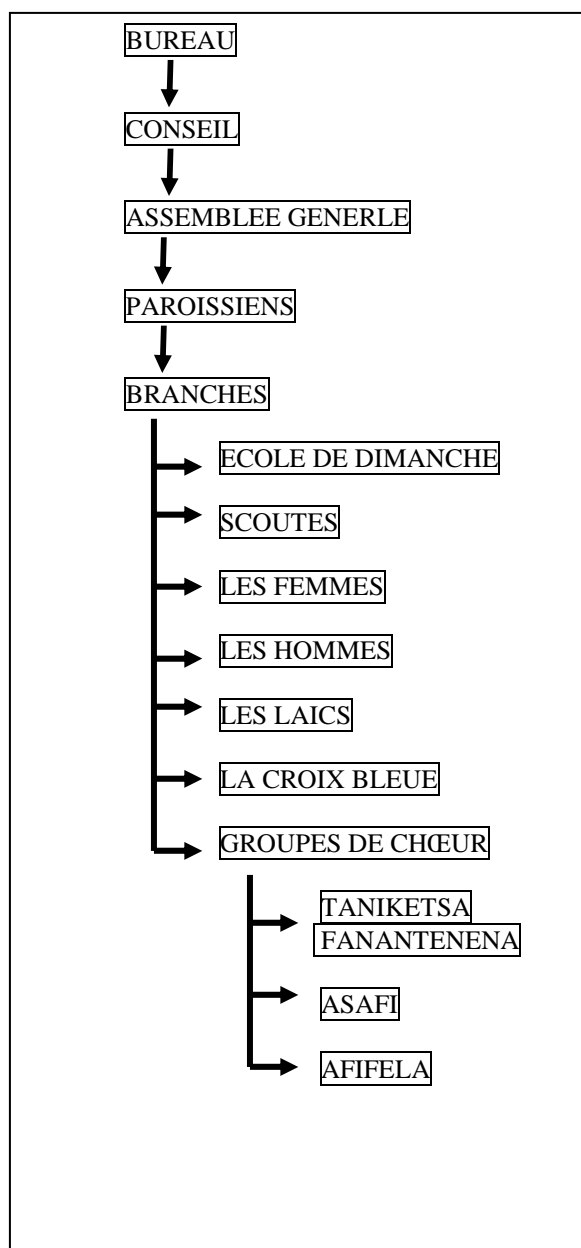 BUREAU
CONSEIL
ASSEMBLEE GENERLE
PAROISSIENS
BRANCHES
ECOLE DE DIMANCHE
SCOUTES
LES FEMMES
LES HOMMES
LES LAICS
LA CROIX BLEUE
GROUPES DE CHŒUR
TANIKETSA
FANANTENENA
ASAFI
AFIFELA